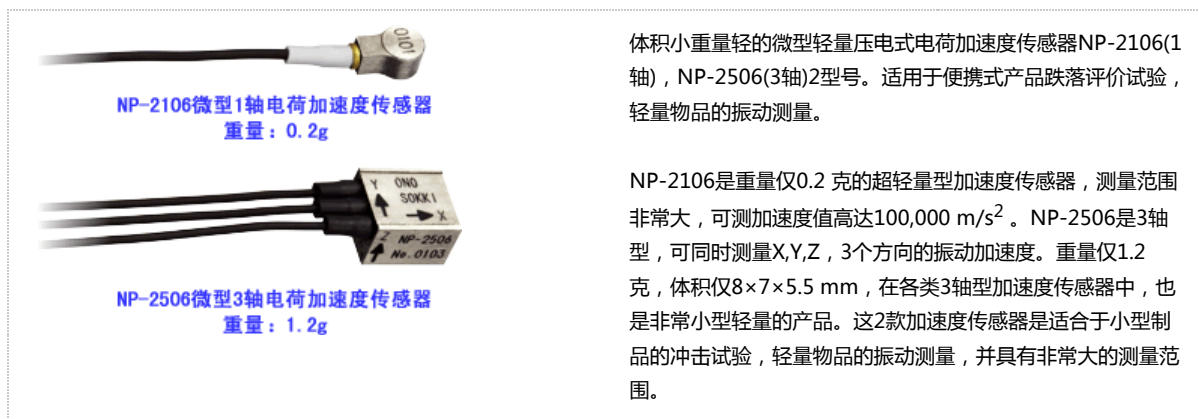 0101
NP-2106微型1轴电荷加速度传感器
重量：0.2g
Y ONO
SOKKI
X
Z NP-2506
No.0103
NP-2506微型3轴电荷加速度传感器
重量：1.2g
体积小重量轻的微型轻量压电式电荷加速度传感器NP-2106(1
轴)，NP-2506(3轴)2型号。适用于便携式产品跌落评价试验，
轻量物品的振动测量。
NP-2106是重量仅0.2 克的超轻量型加速度传感器，测量范围
非常大，可测加速度值高达100,000 m/s²。NP-2506是3轴
型，可同时测量X,Y,Z，3个方向的振动加速度。重量仅1.2
克，体积仅8×7×5.5 mm，在各类3轴型加速度传感器中，也
是非常小型轻量的产品。这2款加速度传感器是适合于小型制
品的冲击试验，轻量物品的振动测量，并具有非常大的测量范
围。